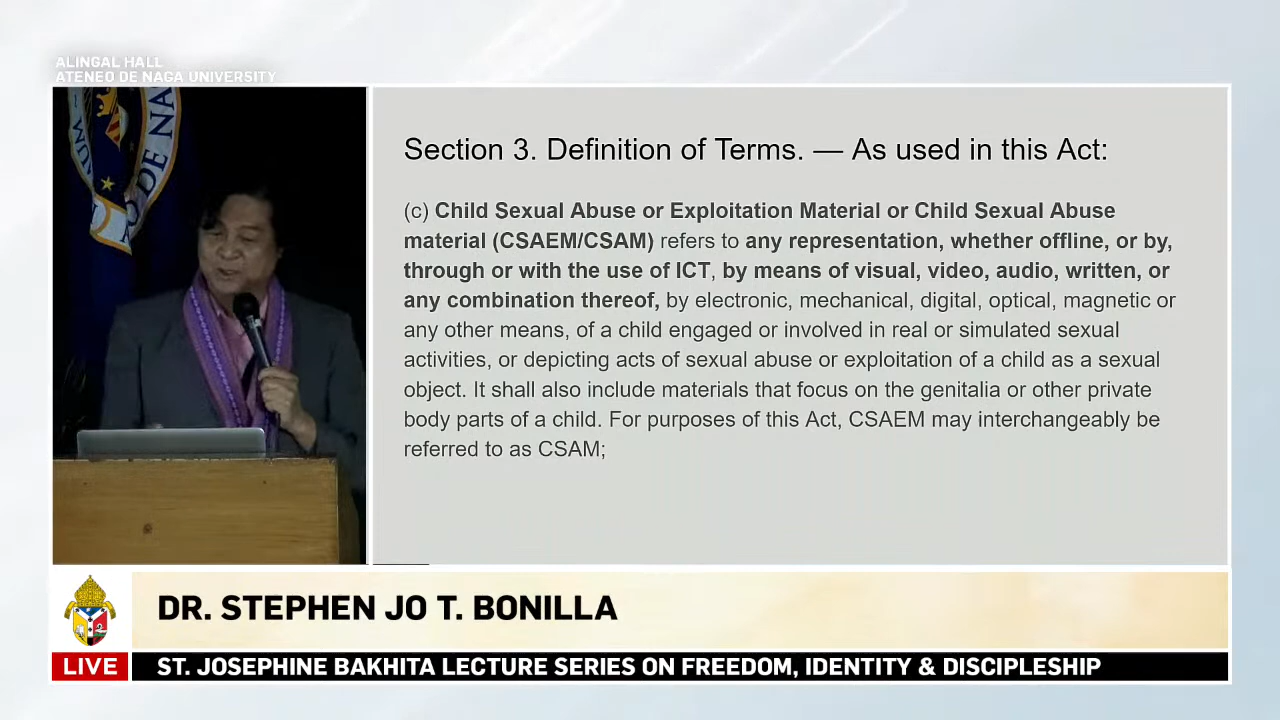 ALINGAL HALL
ATENEO DE NAGA UNIVERSITY
UM
DE NA
Section 3. Definition of Terms. — As used in this Act:
(c) Child Sexual Abuse or Exploitation Material or Child Sexual Abuse
material (CSAEM/CSAM) refers to any representation, whether offline, or by,
through or with the use of ICT, by means of visual, video, audio, written, or
any combination thereof, by electronic, mechanical, digital, optical, magnetic or
any other means, of a child engaged or involved in real or simulated sexual
activities, or depicting acts of sexual abuse or exploitation of a child as a sexual
object. It shall also include materials that focus on the genitalia or other private
body parts of a child. For purposes of this Act, CSAEM may interchangeably be
referred to as CSAM;
DR. STEPHEN JO T. BONILLA
LIVE
ST. JOSEPHINE BAKHITA LECTURE SERIES ON FREEDOM, IDENTITY & DISCIPLESHIP